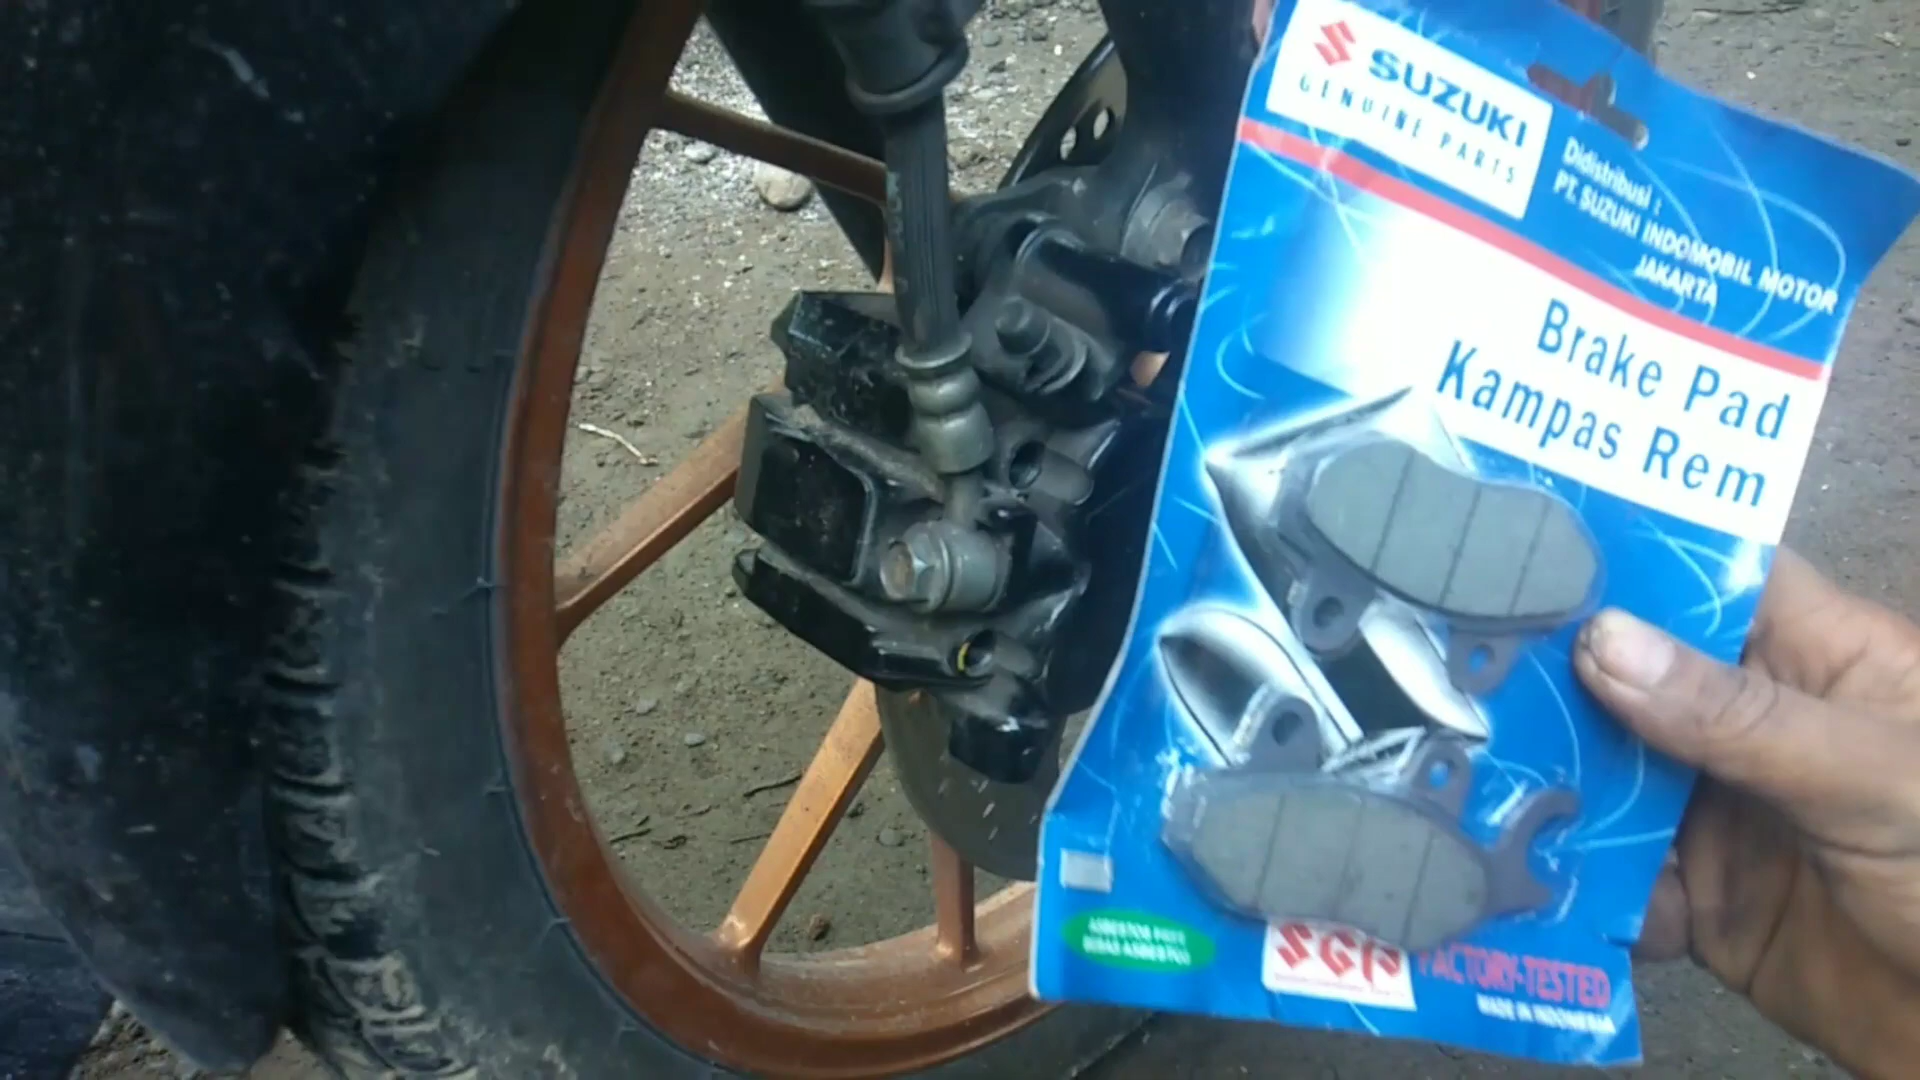 SUZUKI
GENUINE PARTS
Didistribusi :
PT. SUZUKI INDOMOBIL MOTOR
JAKARTA
Brake Pad
Kampas Rem
SGP
FACTORY-TESTED
MADE IN INDONESIA